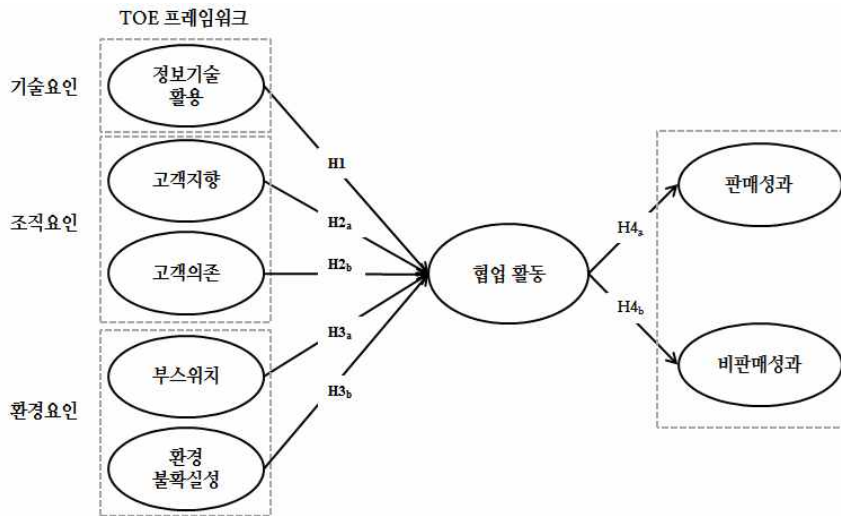 TOE 프레임워크
기술요인
정보기술
활용
H1
조직요인
고객지향
H2a
고객의존
H2b
환경요인
부스위치
H3a
환경
불확실성
H3b
협업 활동
H4a
판매성과
H4b
비판매성과